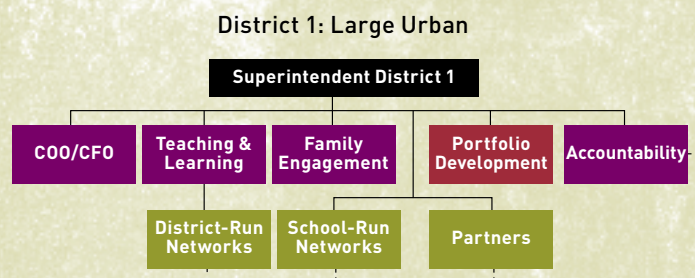 District 1: Large Urban
Superintendent District 1
COO/CFO
Teaching &
Learning
Family
Engagement
Portfolio
Development
Accountability
District-Run
Networks
School-Run
Networks
Partners